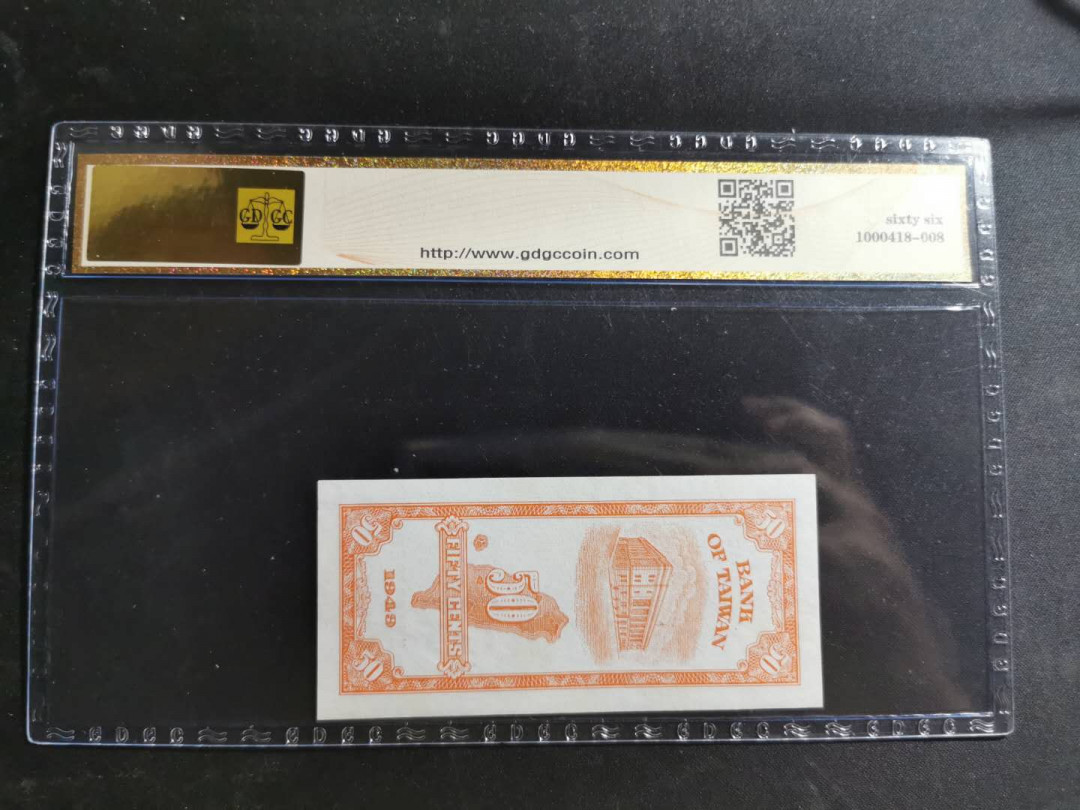 GDGC
http://www.gdgccoin.com
sixty six
1000418-008
BANK
OF TAIWAN
50
50
50
FIFTY CENTS
1949
50
50